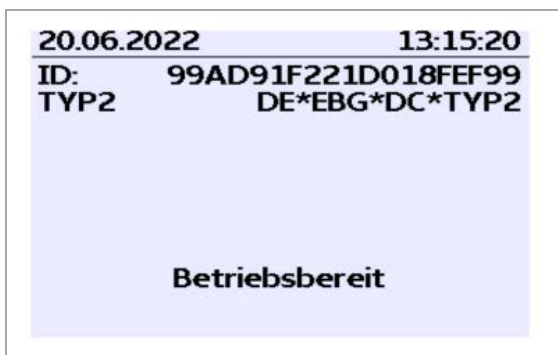 20.06.2022 13:15:20
ID: 99AD91F221D018FEF99
TYP2 DE*EBG*DC*TYP2
Betriebsbereit